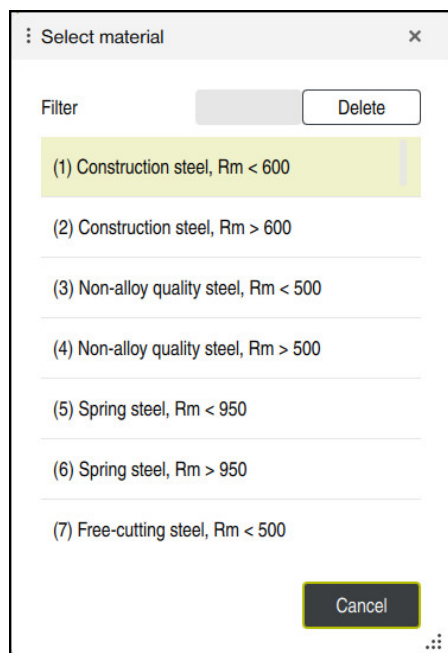 Select material
Filter
Delete
(1) Construction steel, Rm < 600
(2) Construction steel, Rm > 600
(3) Non-alloy quality steel, Rm < 500
(4) Non-alloy quality steel, Rm > 500
(5) Spring steel, Rm < 950
(6) Spring steel, Rm > 950
(7) Free-cutting steel, Rm < 500
Cancel